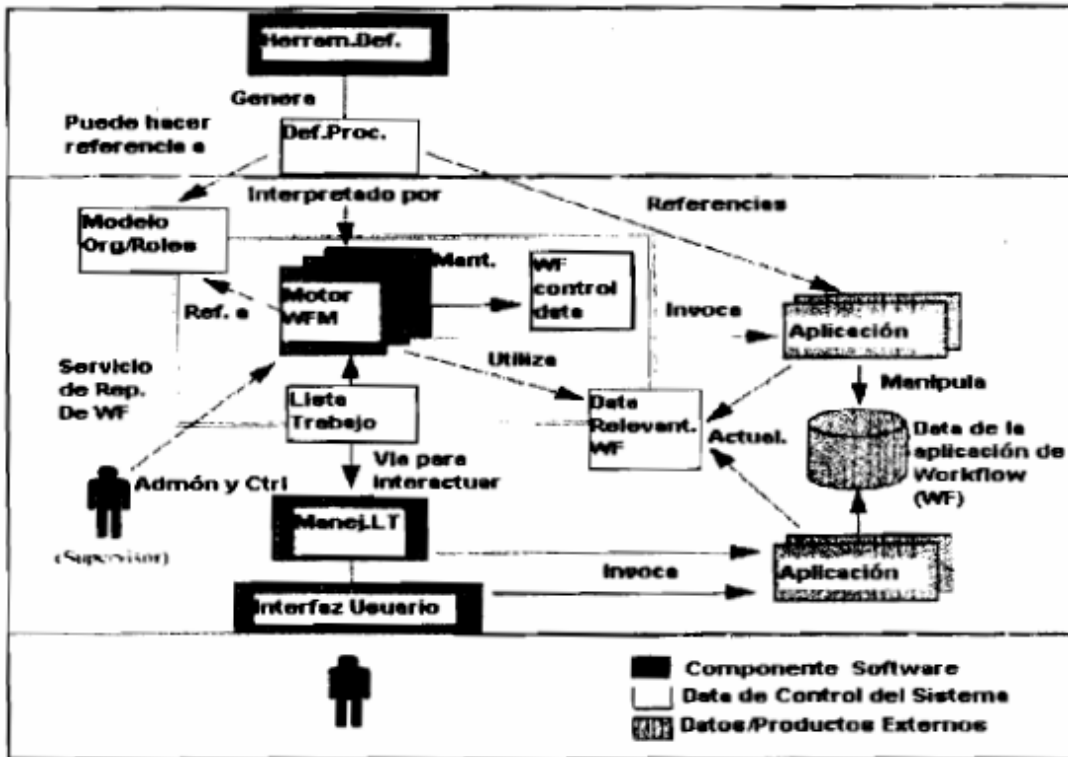 Herram.Def.
Genera
Puede hacer
referencia a
Def.Proc.
Interpretado por
Referencias
Modelo
Org/Roles
Mant.
WF
control
data
Motor
WFM
Ref. a
Invoca
Aplicación
Utiliza
Servicio
de Rep.
De WF
Lista
Trabajo
Manipula
Data
Relevant.
WF
Actual.
Data de la
aplicación de
Workflow
(WF)
Vía para
interactuar
Admón y Ctrl
(Supervisor)
Manej.LT
Invoca
Aplicación
Interfaz Usuario
Componente Software
Data de Control del Sistema
Datos/Productos Externos